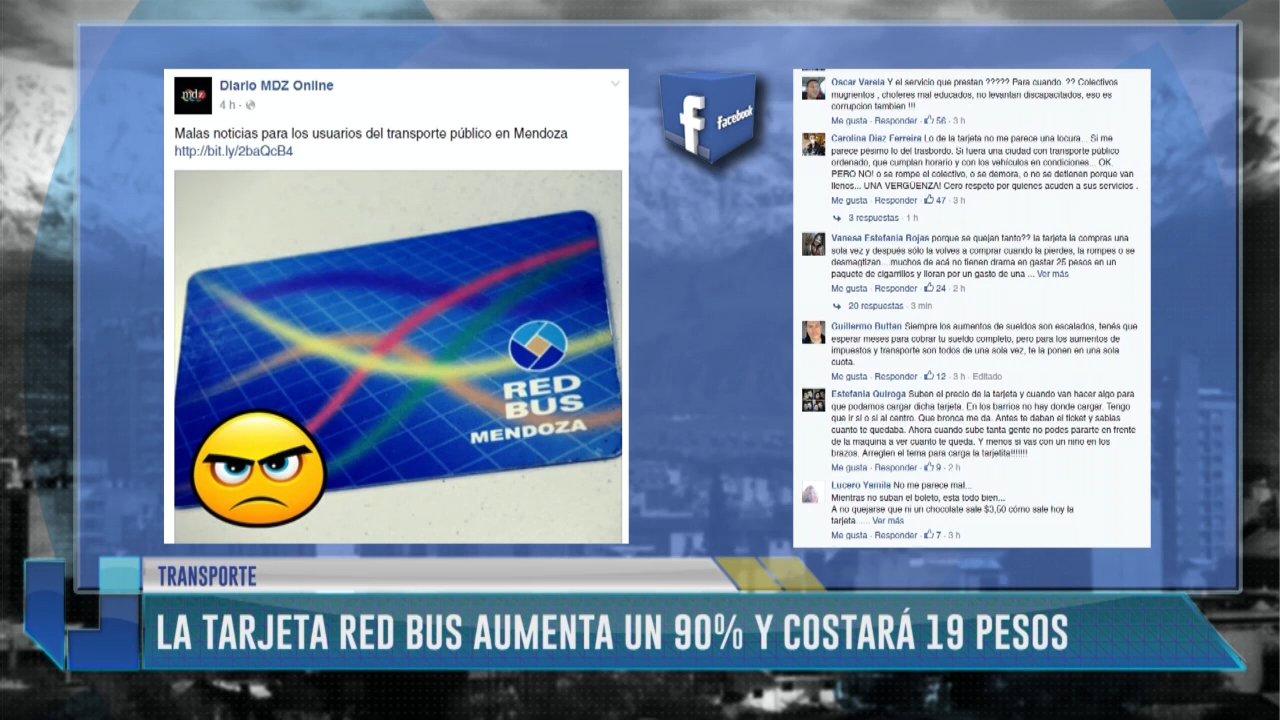 Diario MDZ Online
4 h
Malas noticias para los usuarios del transporte público en Mendoza
http://bit.ly/2baQcB4
mdz
RED
BUS
MENDOZA
f
facebook
Oscar Varela Y el servicio que prestan ????? Para cuando ?? Colectivos
mugrientos , choferes mal educados, no levantan discapacitados, eso es
corrupcion tambien !!!
Me gusta · Responder · 56 · 3 h
Carolina Diaz Ferreira Lo de la tarjeta no me parece una locura... Si me
parece pésimo lo del trasbordo. Si fuera una ciudad con transporte público
ordenado, que cumplan horario y con los vehículos en condiciones... OK.
PERO NO! o se rompe el colectivo, o se demora, o no se detienen porque van
llenos... UNA VERGÜENZA! Cero respeto por quienes acuden a sus servicios .
Me gusta · Responder · 47 · 3 h
3 respuestas · 1 h
Vanesa Estefania Rojas porque se quejan tanto?? la tarjeta la compras una
sola vez y después sólo la volves a comprar cuando la pierdes, la rompes o se
desmagtizan....muchos de acá no tienen drama en gastar 25 pesos en un
paquete de cigarrillos y lloran por un gasto de una ... Ver más
Me gusta · Responder · 24 · 2 h
20 respuestas · 3 min
Guillermo Buttan Siempre los aumentos de sueldos son escalados, tenés que
esperar meses para cobrar tu sueldo completo, pero para los aumentos de
impuestos y transporte son todos de una sola vez, te la ponen en una sola
cuota.
Me gusta · Responder · 12 · 3 h · Editado
Estefania Quiroga Suben el precio de la tarjeta y cuando van hacer algo para
que podamos cargar dicha tarjeta. En los barrios no hay donde cargar. Tengo
que ir si o si al centro. Que bronca me da. Antes te daban el ticket y sabias
cuanto te quedaba. Ahora cuando sube tanta gente no podes pararte en frente
de la maquina a ver cuanto te queda. Y menos si vas con un nino en los
brazos. Arreglen el tema para carga la tarjetita!!!!!!!
Me gusta · Responder · 9 · 2 h
Lucero Yamila No me parece mal...
Mientras no suban el boleto, esta todo bien...
A no quejarse que ni un chocolate sale $3,50 cómo sale hoy la
tarjeta ..... Ver más
Me gusta · Responder · 7 · 3 h
TRANSPORTE
LA TARJETA RED BUS AUMENTA UN 90% Y COSTARÁ 19 PESOS